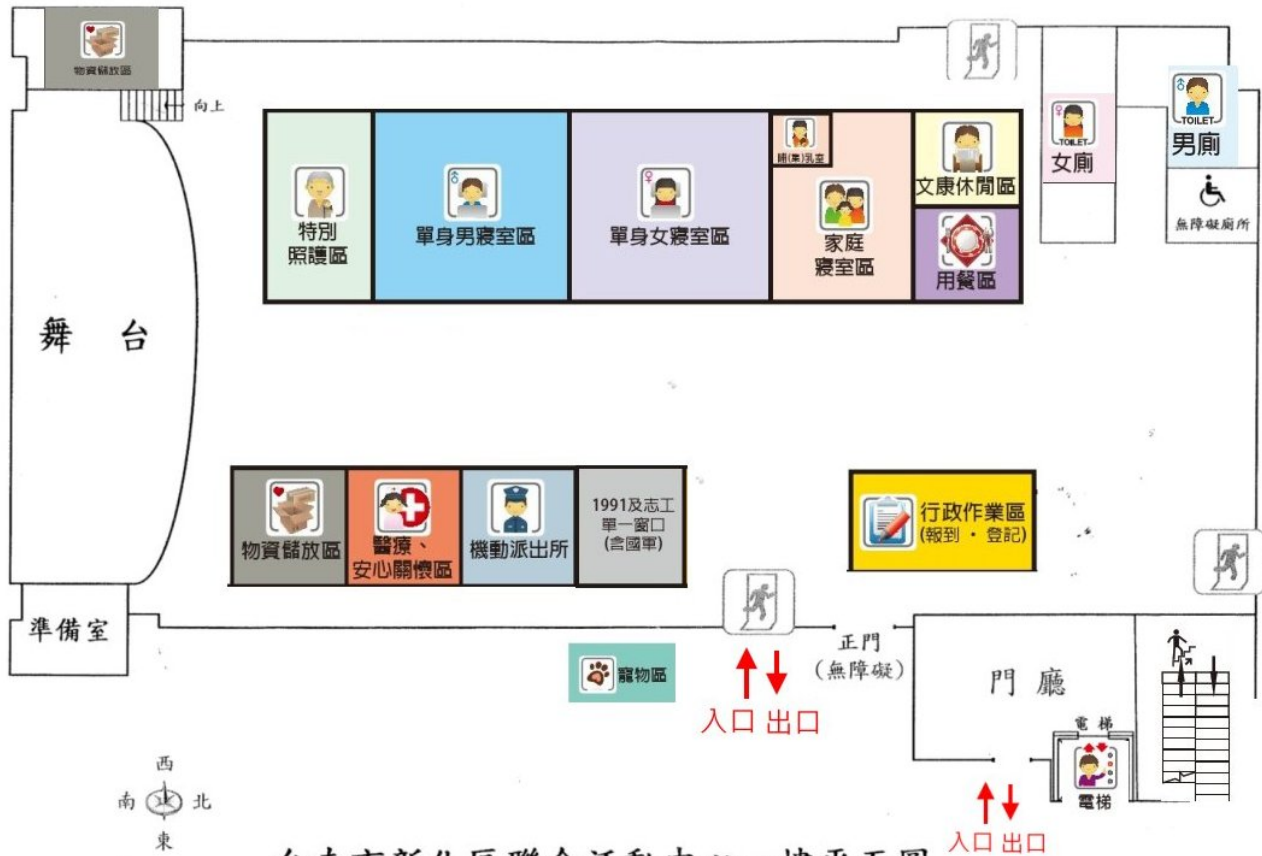 物資儲放區
向上
特別
照護區
單身男寢室區
單身女寢室區
哺(集)乳室
家庭
寢室區
文康休閒區
用餐區
TOILET
女廁
TOILET
男廁
無障礙廁所
舞台
物資儲放區
醫療、
安心關懷區
機動派出所
1991及志工
單一窗口
(含國軍)
行政作業區
(報到・登記)
準備室
寵物區
正門
(無障礙)
入口 出口
門廳
電梯
電梯
入口 出口
西
南 北
東